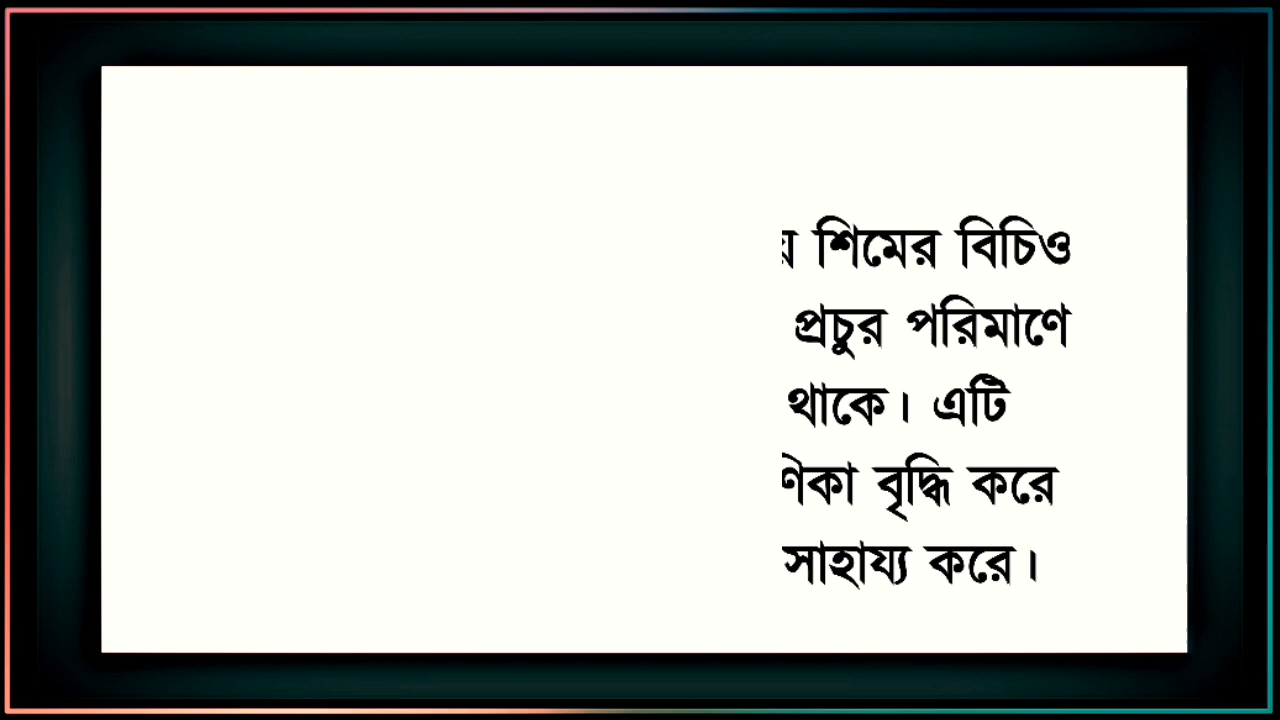 শিমের বিচিও
প্রচুর পরিমাণে
থাকে। এটি
বৃদ্ধি করে
সাহায্য করে।